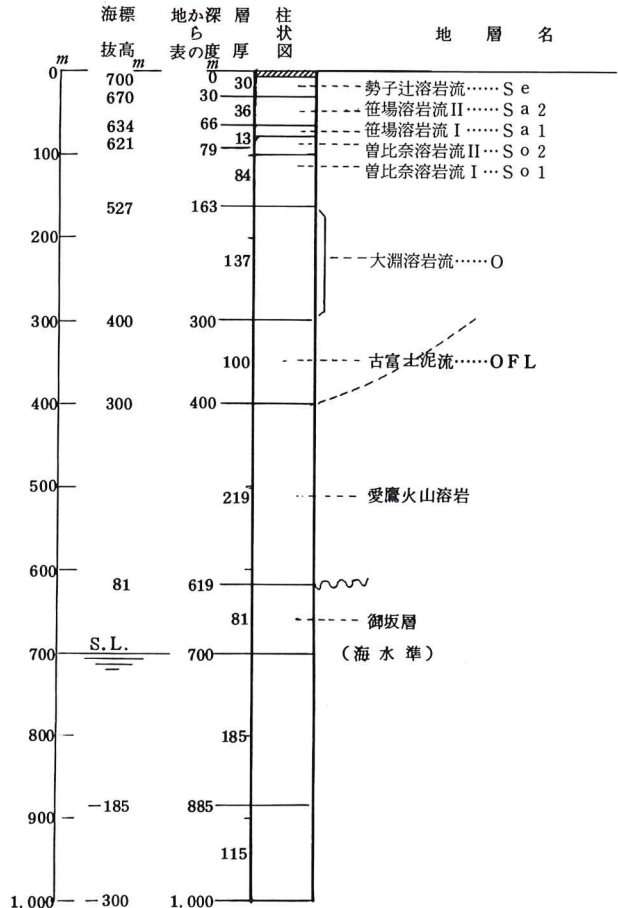 海標 地か深 層 柱
から
抜高 表の度 厚 状図 地層名
m m m
0 700 0 30
670 30 勢子辻溶岩流……Se
36 笹場溶岩流II……Sa2
634 66 笹場溶岩流I…Sa1
621 79 13 曽比奈溶岩流II…So2
100 84 曽比奈溶岩流I…So1
527 163
200
137 大淵溶岩流……O
300 400 300
100 古富士泥流……OFL
400 300 400
500 219 愛鷹火山溶岩
600
81 619
81 御坂層
S.L.
700 700 (海水準)
800 185
-185 885
900
115
1.000 -300 1.000